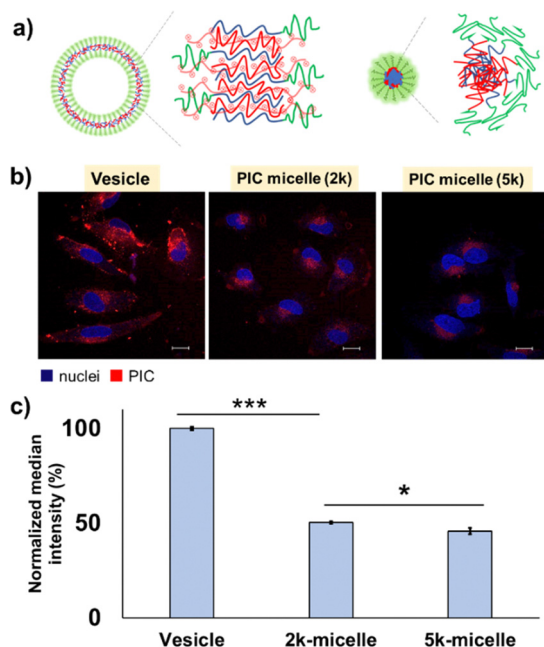 a)
b)
Vesicle
PIC micelle (2k)
PIC micelle (5k)
nuclei
PIC
c)
Normalized median
intensity (%)
100
50
0
***
*
Vesicle
2k-micelle
5k-micelle